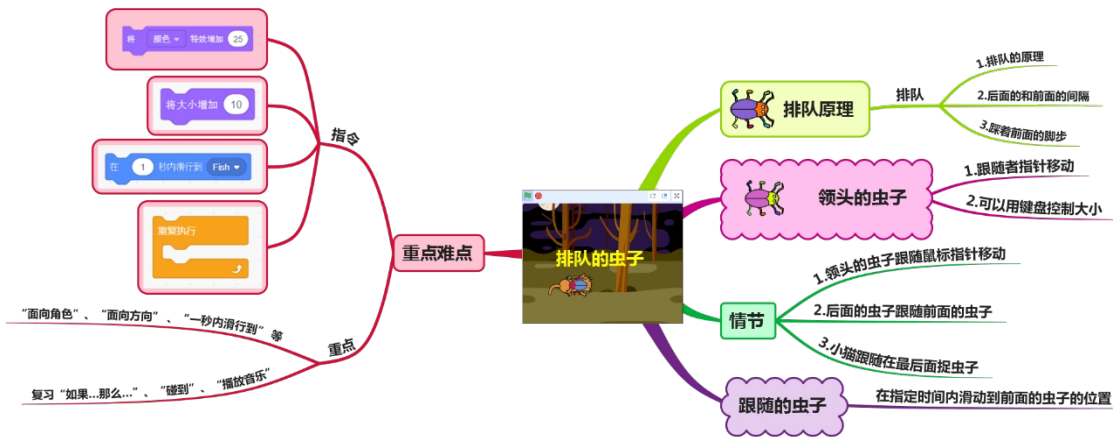 排队的虫子
排队原理
排队
1.排队的原理
2.后面的和前面的间隔
3.踩着前面的脚步
领头的虫子
1.跟随者指针移动
2.可以用键盘控制大小
情节
1.领头的虫子跟随鼠标指针移动
2.后面的虫子跟随前面的虫子
3.小猫跟随在最后面捉虫子
跟随的虫子
在指定时间内滑动到前面的虫子的位置
重点难点
指令
将 颜色 特效增加 25
将大小增加 10
在 1 秒内滑行到 Fish
重复执行
重点
“面向角色”、“面向方向”、“一秒内滑行到”等
复习“如果...那么...”、“碰到”、“播放音乐”